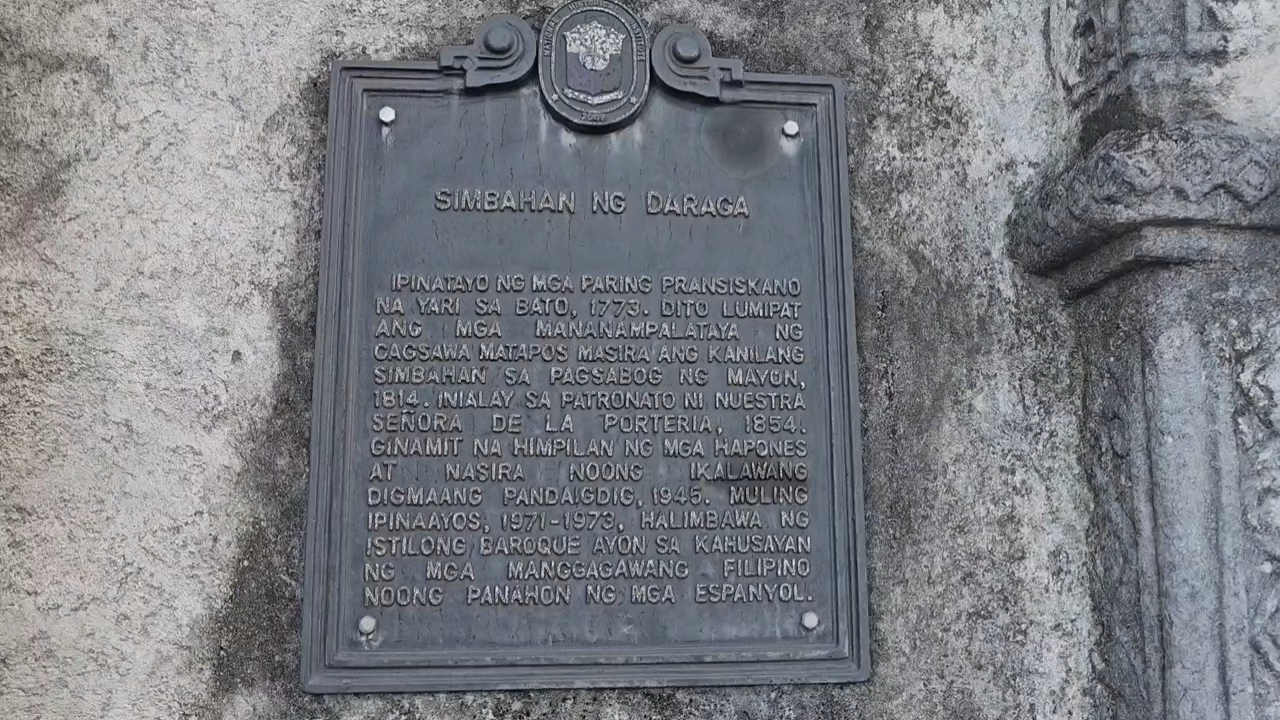 2002
SIMBAHAN NG DARAGA
IPINATAYO NG MGA PARING PRANSISKANO
NA YARI SA BATO, 1773. DITO LUMIPAT
ANG MGA MANANAMPALATAYA NG
CAGSAWA MATAPOS MASIRA ANG KANILANG
SIMBAHAN SA PAGSABOG NG MAYON,
1814. INIALAY SA PATRONATO NI NUESTRA
SEÑORA DE LA PORTERIA, 1854.
GINAMIT NA HIMPILAN NG MGA HAPONES
AT NASIRA NOONG IKALAWANG
DIGMAANG PANDAIGDIG, 1945. MULING
IPINAAYOS, 1971-1973, HALIMBAWA NG
ISTILONG BAROQUE AYON SA KAHUSAYAN
NG MGA MANGGAGAWANG FILIPINO
NOONG PANAHON NG MGA ESPANYOL.